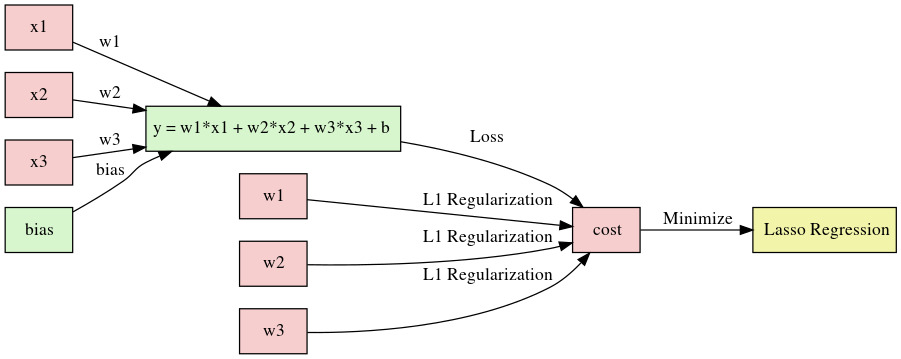 x1
w1
x2
w2
x3
w3
bias
bias
y = w1*x1 + w2*x2 + w3*x3 + b
Loss
w1
L1 Regularization
w2
L1 Regularization
w3
L1 Regularization
cost
Minimize
Lasso Regression